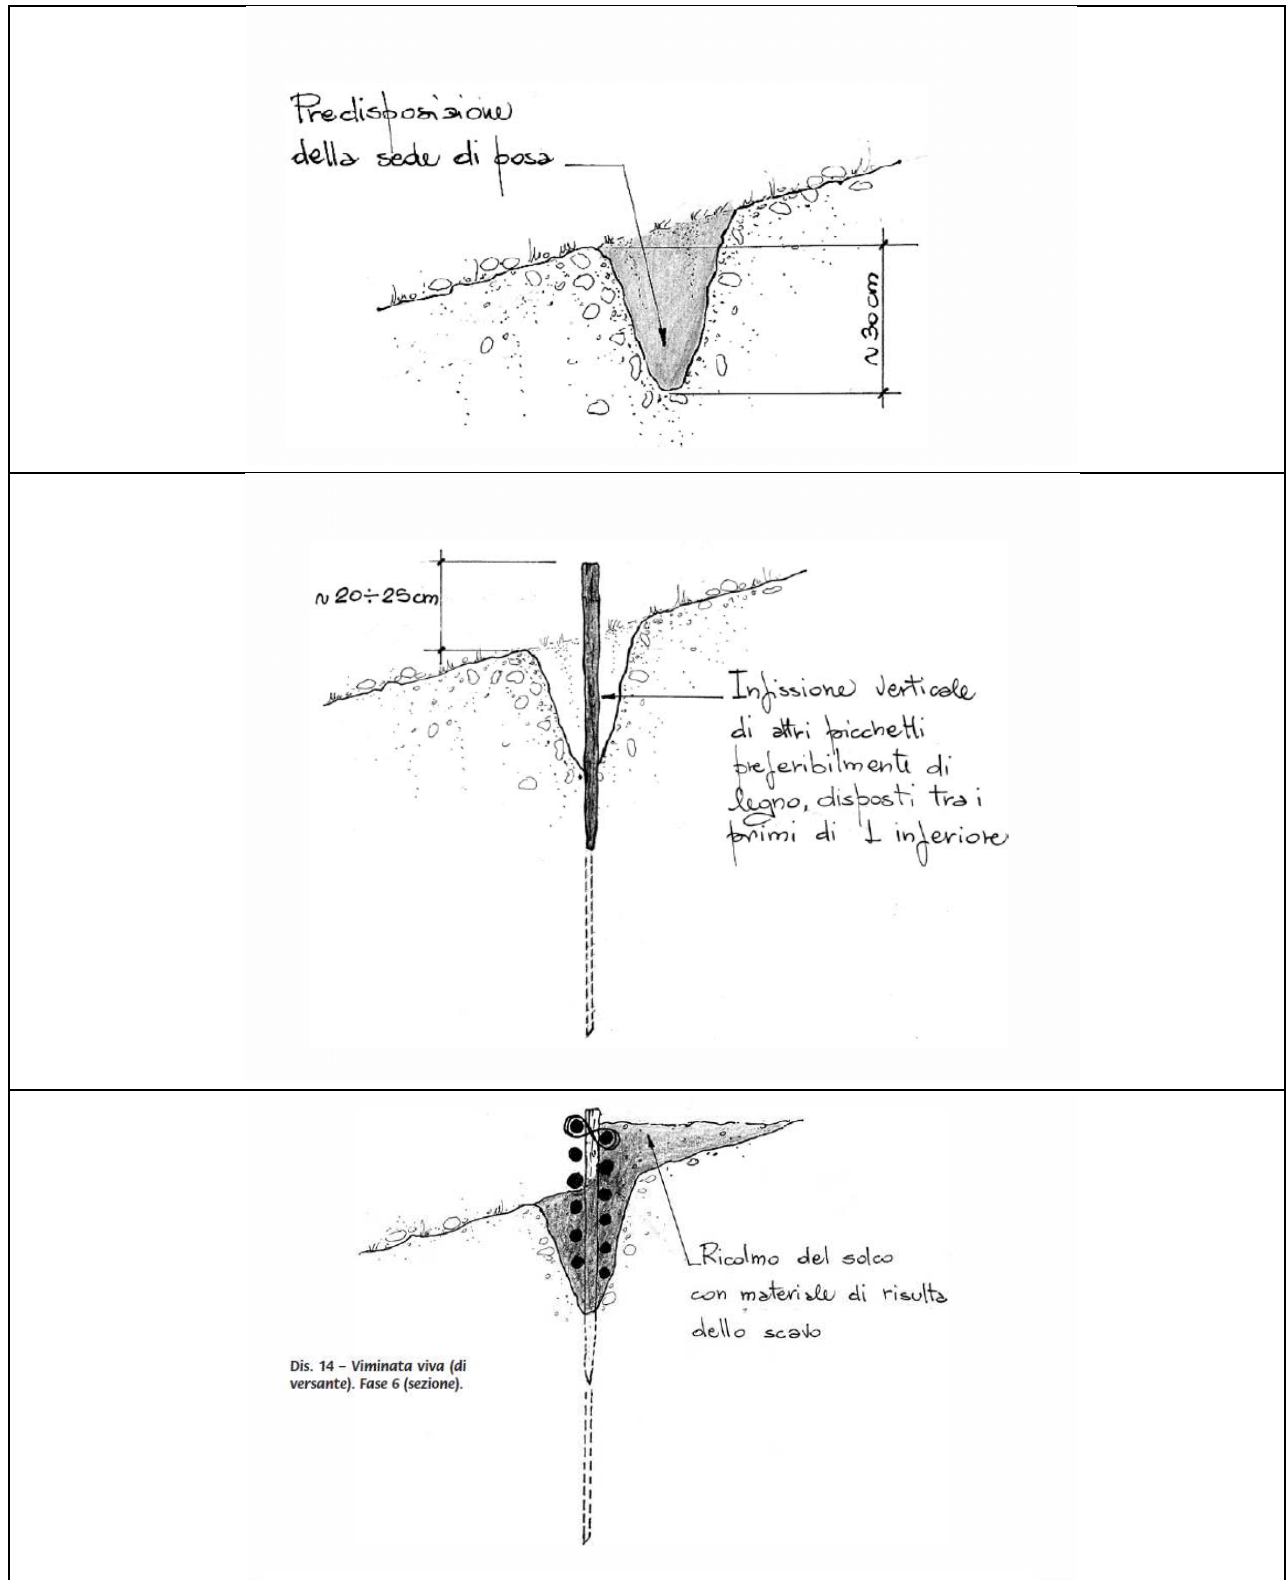 Predisposizione
della sede di posa
~30cm
~20÷25cm
Infissione verticale
di altri picchetti
preferibilmente di
legno, disposti tra i
primi di L inferiore
Ricolmo del solco
con materiale di risulta
dello scavo
Dis. 14 – Viminata viva (di
versante). Fase 6 (sezione).